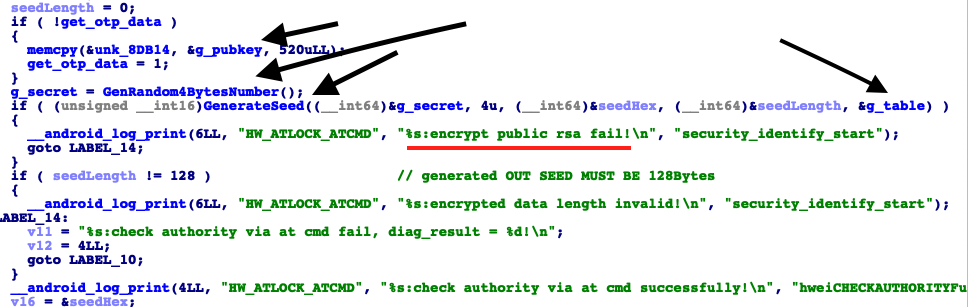 seedLength = 0;
if ( !get_otp_data )
{
memcpy(&unk_8DB14, &g_pubkey, 520uLL);
get_otp_data = 1;
}
g_secret = GenRandom4BytesNumber();
if ( (unsigned __int16)GenerateSeed((__int64)&g_secret, 4u, (__int64)&seedHex, (__int64)&seedLength, &g_table) )
{
__android_log_print(6LL, "HW_ATLOCK_ATCMD", "%s:encrypt public rsa fail!\n", "security_identify_start");
goto LABEL_14;
}
if ( seedLength != 128 ) // generated OUT SEED MUST BE 128Bytes
{
__android_log_print(6LL, "HW_ATLOCK_ATCMD", "%s:encrypted data length invalid!\n", "security_identify_start");
LABEL_14:
v11 = "%s:check authority via at cmd fail, diag_result = %d!\n";
v12 = 4LL;
goto LABEL_10;
}
__android_log_print(4LL, "HW_ATLOCK_ATCMD", "%s:check authority via at cmd successfully!\n", "hweiCHECKAUTHORITYFu
v16 = &seedHex;